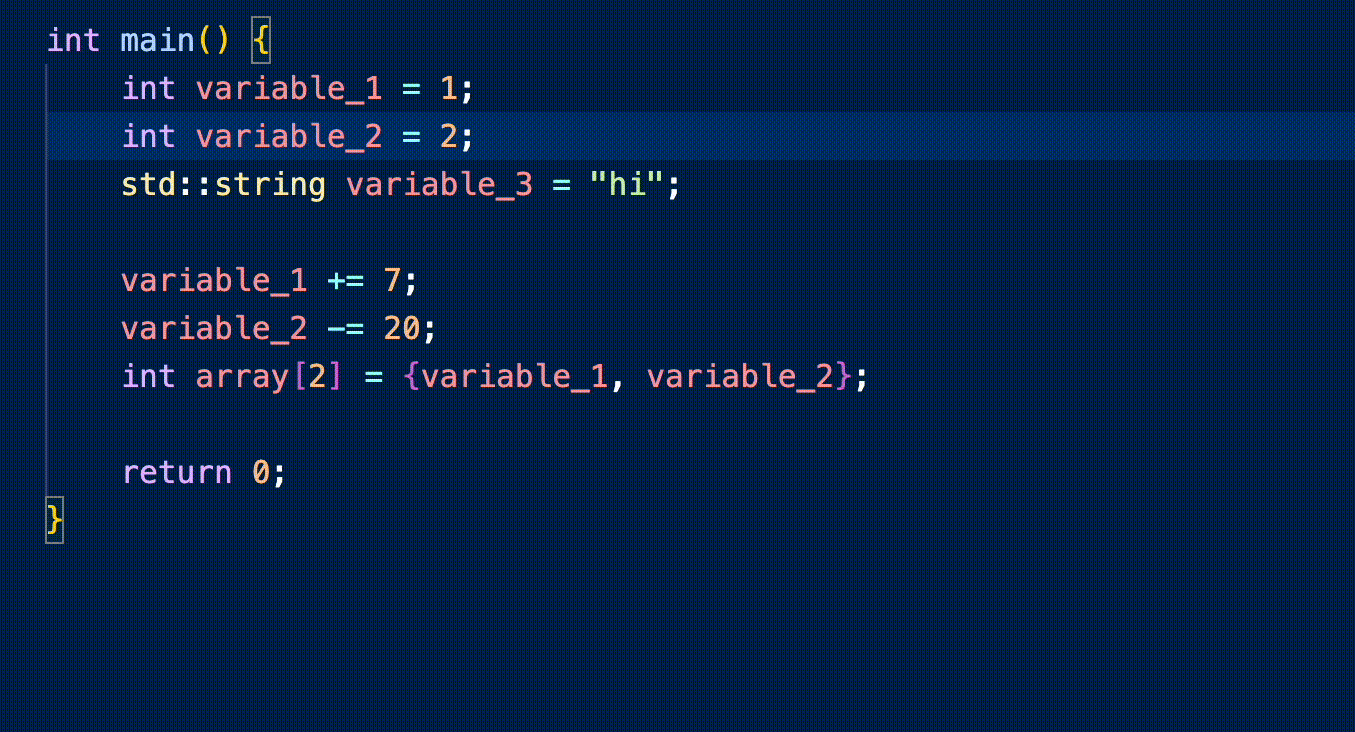 int main() {
    int variable_1 = 1;
    int variable_2 = 2;
    std::string variable_3 = "hi";

    variable_1 += 7;
    variable_2 -= 20;
    int array[2] = {variable_1, variable_2};

    return 0;
}